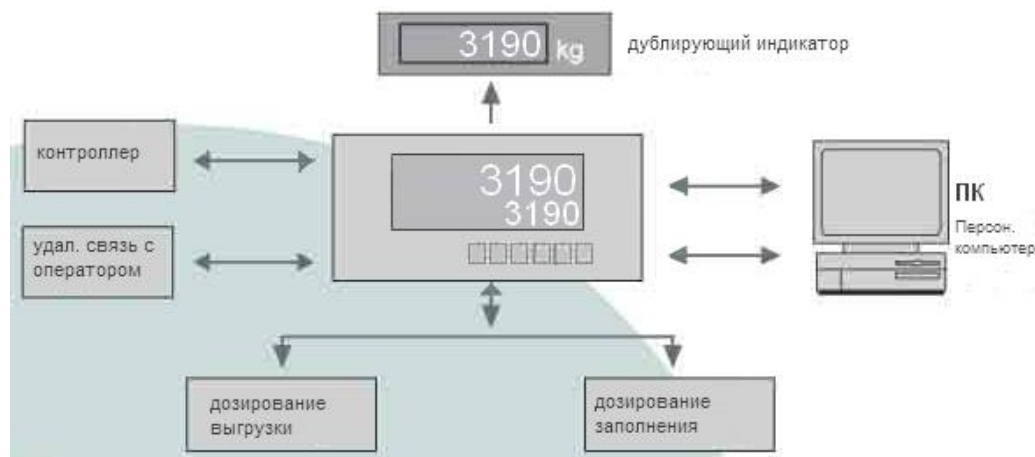 3190 kg
дублирующий индикатор
контроллер
3190
3190
удал. связь с
оператором
ПК
Персон.
компьютер
дозирование
выгрузки
дозирование
заполнения